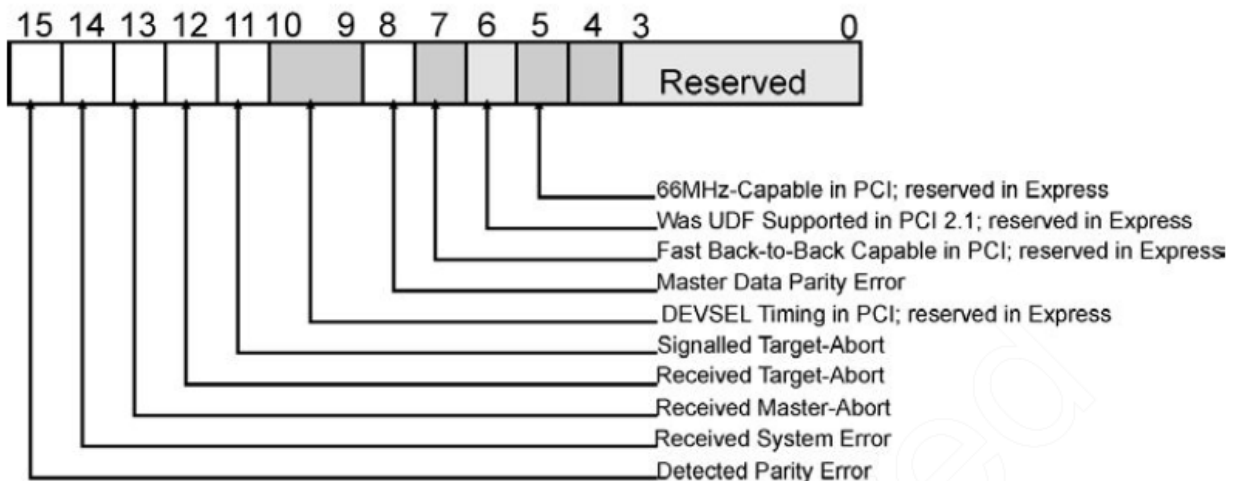 15 14 13 12 11 10 9 8 7 6 5 4 3 0
Reserved
66MHz-Capable in PCI; reserved in Express
Was UDF Supported in PCI 2.1; reserved in Express
Fast Back-to-Back Capable in PCI; reserved in Express
Master Data Parity Error
DEVSEL Timing in PCI; reserved in Express
Signalled Target-Abort
Received Target-Abort
Received Master-Abort
Received System Error
Detected Parity Error